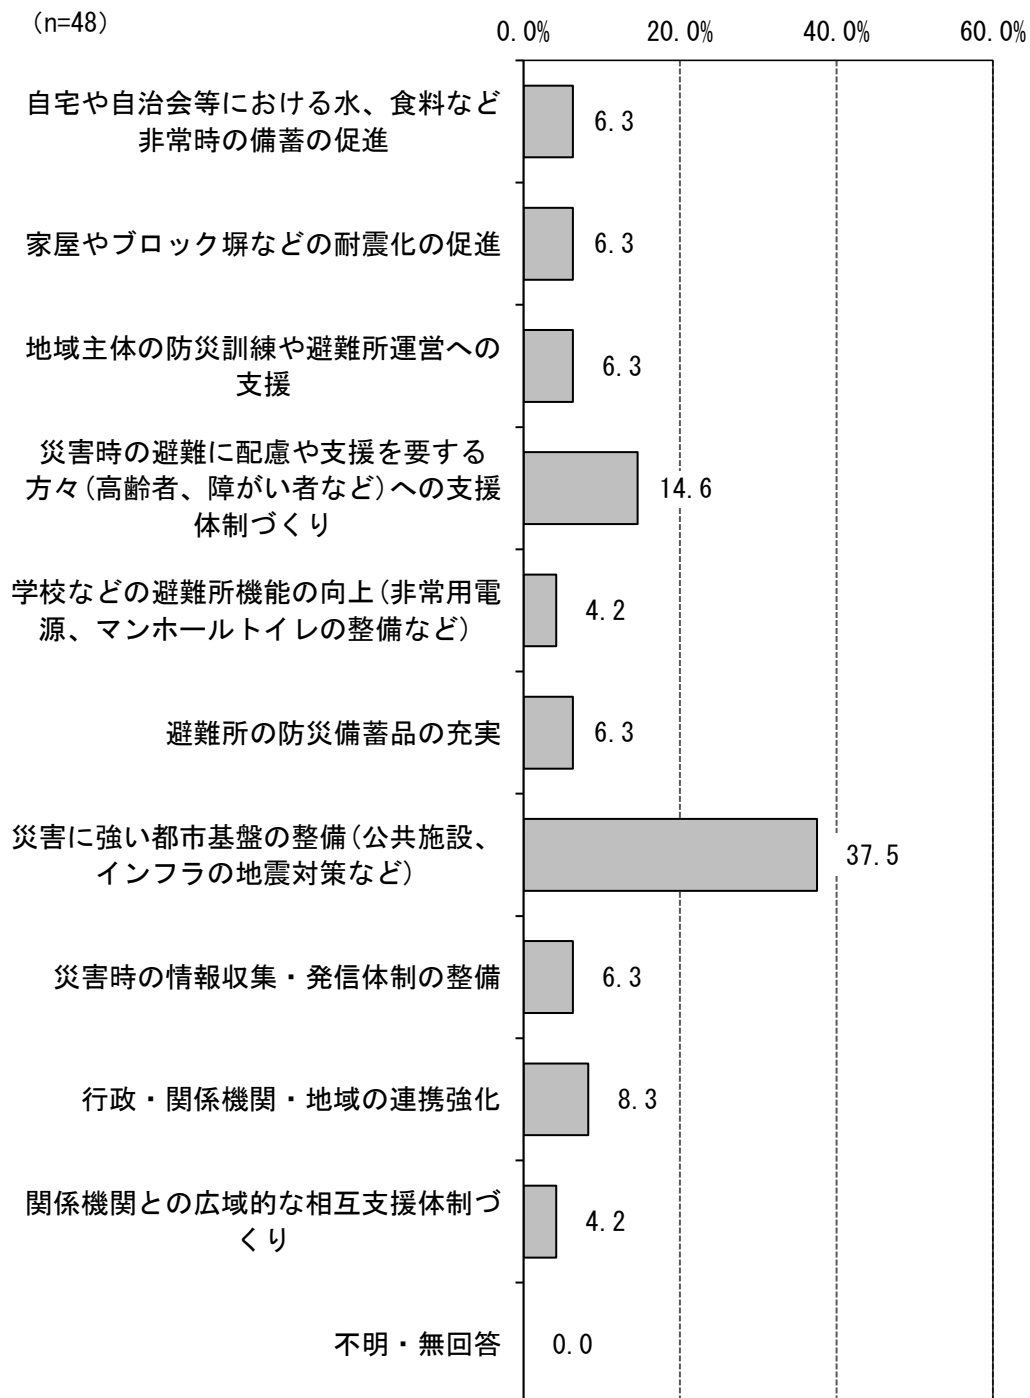 (n=48)
0.0% 20.0% 40.0% 60.0%
自宅や自治会等における水、食料など
非常時の備蓄の促進
6.3
家屋やブロック塀などの耐震化の促進
6.3
地域主体の防災訓練や避難所運営への
支援
6.3
災害時の避難に配慮や支援を要する
方々(高齢者、障がい者など)への支援
体制づくり
14.6
学校などの避難所機能の向上(非常用電
源、マンホールトイレの整備など)
4.2
避難所の防災備蓄品の充実
6.3
災害に強い都市基盤の整備(公共施設、
インフラの地震対策など)
37.5
災害時の情報収集・発信体制の整備
6.3
行政・関係機関・地域の連携強化
8.3
関係機関との広域的な相互支援体制づ
くり
4.2
不明・無回答
0.0